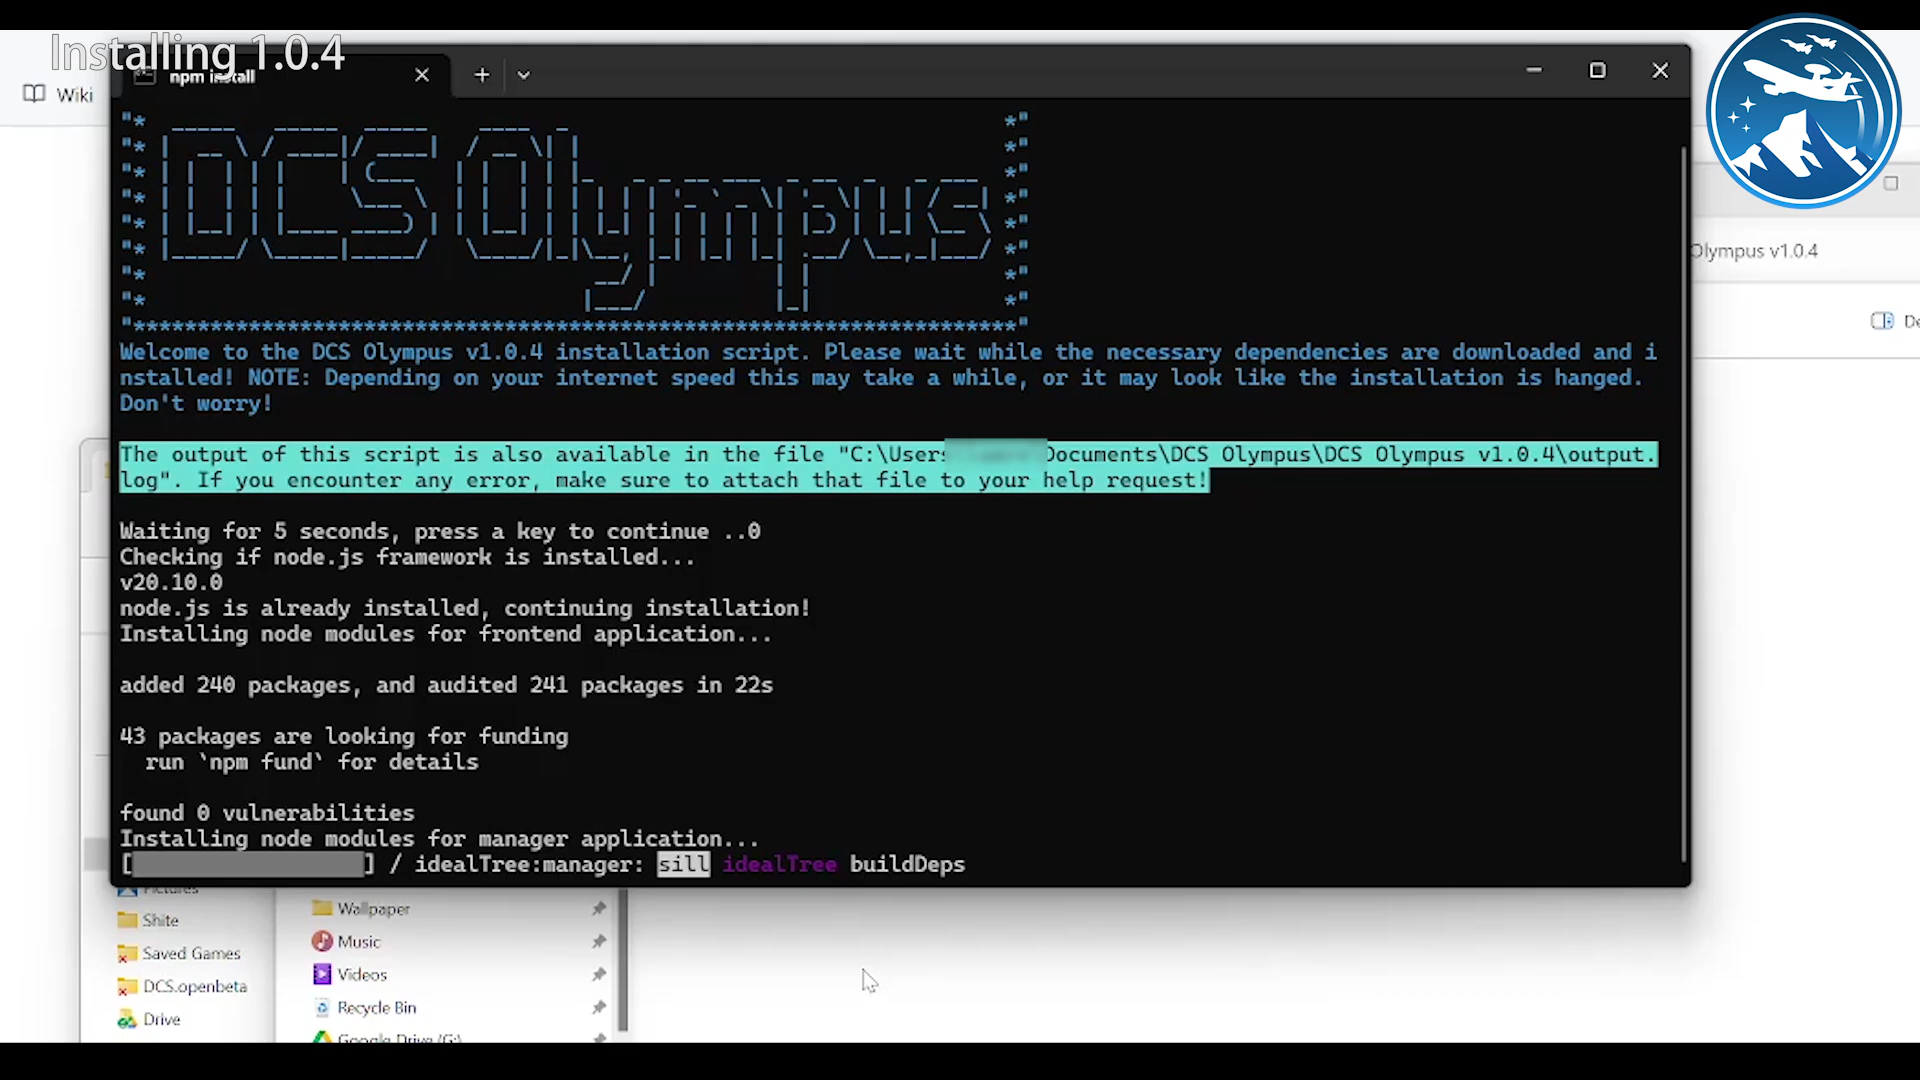 Installing 1.0.4
npm install
Wiki
DCS Olympus
Welcome to the DCS Olympus v1.0.4 installation script. Please wait while the necessary dependencies are downloaded and i
nstalled! NOTE: Depending on your internet speed this may take a while, or it may look like the installation is hanged.
Don't worry!
The output of this script is also available in the file "C:\Users Documents\DCS Olympus\DCS Olympus v1.0.4\output.
log". If you encounter any error, make sure to attach that file to your help request!
Waiting for 5 seconds, press a key to continue ..0
Checking if node.js framework is installed...
v20.10.0
node.js is already installed, continuing installation!
Installing node modules for frontend application...
added 240 packages, and audited 241 packages in 22s
43 packages are looking for funding
run `npm fund` for details
found 0 vulnerabilities
Installing node modules for manager application...
[ ] / idealTree:manager: sill idealTree buildDeps
Olympus v1.0.4
De
Pictures
Shite
Saved Games
DCS.openbeta
Drive
Wallpaper
Music
Videos
Recycle Bin
Google Drive (G:)